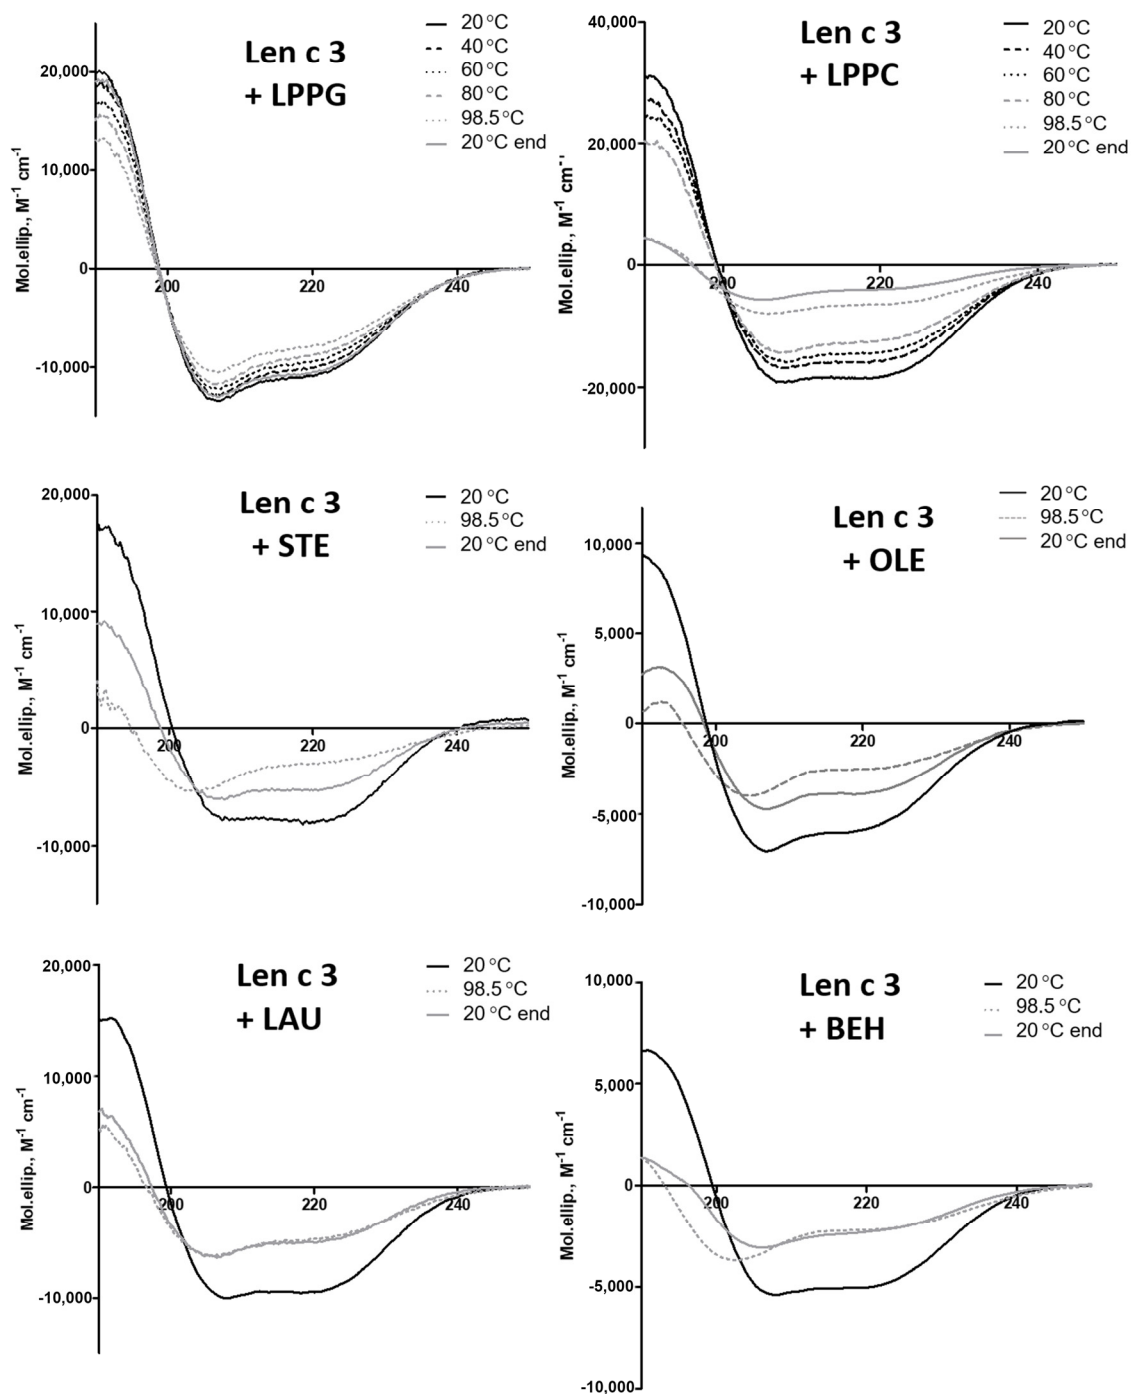 Len c 3
+ LPPG
20 °C
40 °C
60 °C
80 °C
98.5 °C
20 °C end
20,000
10,000
0
-10,000
200
220
240
Mol.ellip., M⁻¹ cm⁻¹
Len c 3
+ LPPC
20 °C
40 °C
60 °C
80 °C
98.5 °C
20 °C end
40,000
20,000
0
-20,000
200
220
240
Mol.ellip., M⁻¹ cm⁻¹
Len c 3
+ STE
20 °C
98.5 °C
20 °C end
20,000
10,000
0
-10,000
200
220
240
Mol.ellip., M⁻¹ cm⁻¹
Len c 3
+ OLE
20 °C
98.5 °C
20 °C end
10,000
5,000
0
-5,000
-10,000
200
220
240
Mol.ellip., M⁻¹ cm⁻¹
Len c 3
+ LAU
20 °C
98.5 °C
20 °C end
20,000
10,000
0
-10,000
200
220
240
Mol.ellip., M⁻¹ cm⁻¹
Len c 3
+ BEH
20 °C
98.5 °C
20 °C end
10,000
5,000
0
-5,000
-10,000
200
220
240
Mol.ellip., M⁻¹ cm⁻¹